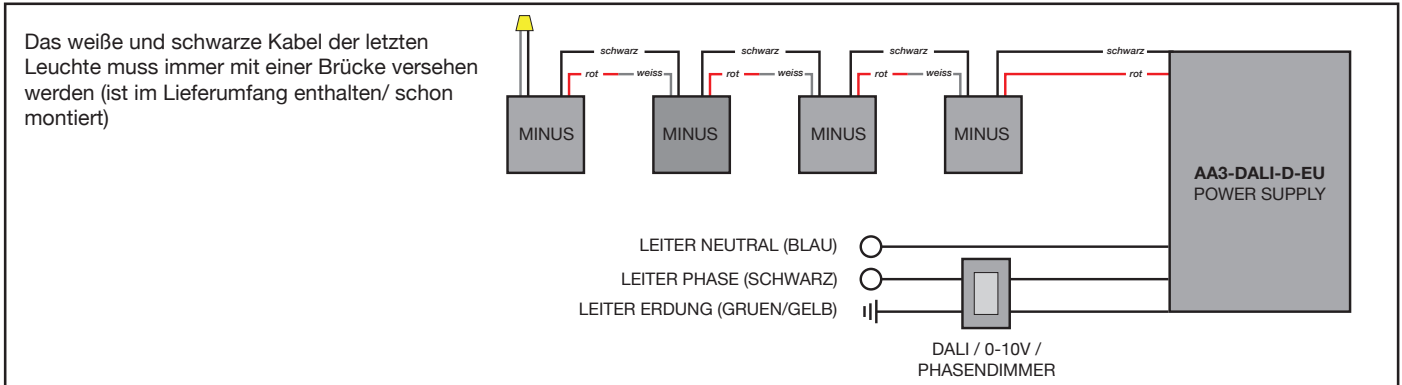 Das weiße und schwarze Kabel der letzten
Leuchte muss immer mit einer Brücke versehen
werden (ist im Lieferumfang enthalten/ schon
montiert)
schwarz
schwarz
schwarz
schwarz
rot
weiss
rot
weiss
rot
weiss
rot
MINUS
MINUS
MINUS
MINUS
AA3-DALI-D-EU
POWER SUPPLY
LEITER NEUTRAL (BLAU)
LEITER PHASE (SCHWARZ)
LEITER ERDUNG (GRUEN/GELB)
DALI / 0-10V /
PHASENDIMMER